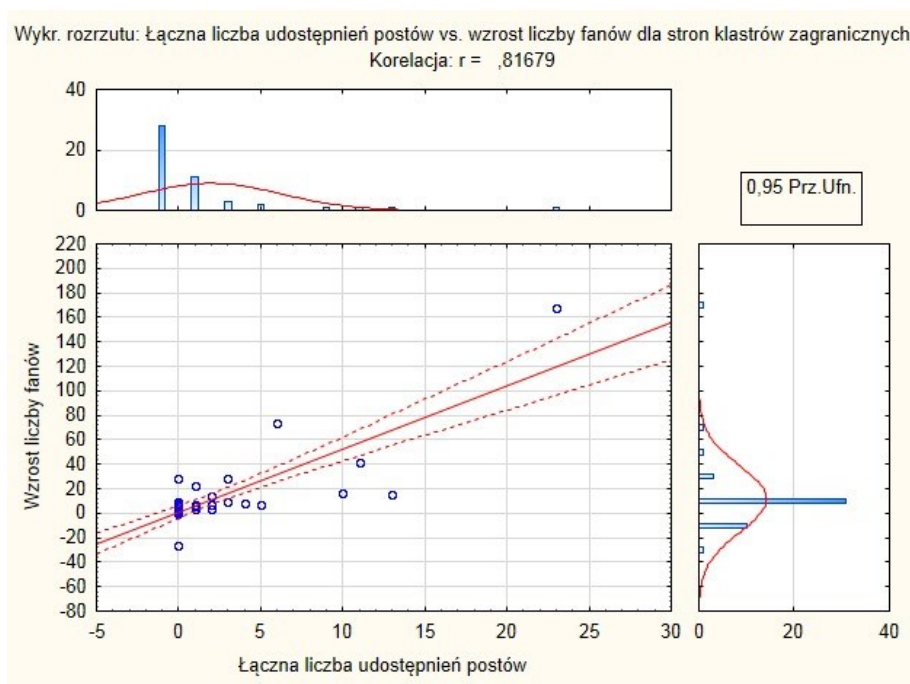 Wykr. rozrzutu: Łączna liczba udostępnień postów vs. wzrost liczby fanów dla stron klastrów zagranicznych
Korelacja: r = ,81679
40
20
0
0,95 Prz.Ufn.
220
200
180
160
140
120
100
80
60
40
20
0
-20
-40
-60
-80
Wzrost liczby fanów
-5 0 5 10 15 20 25 30
0 20 40
Łączna liczba udostępnień postów